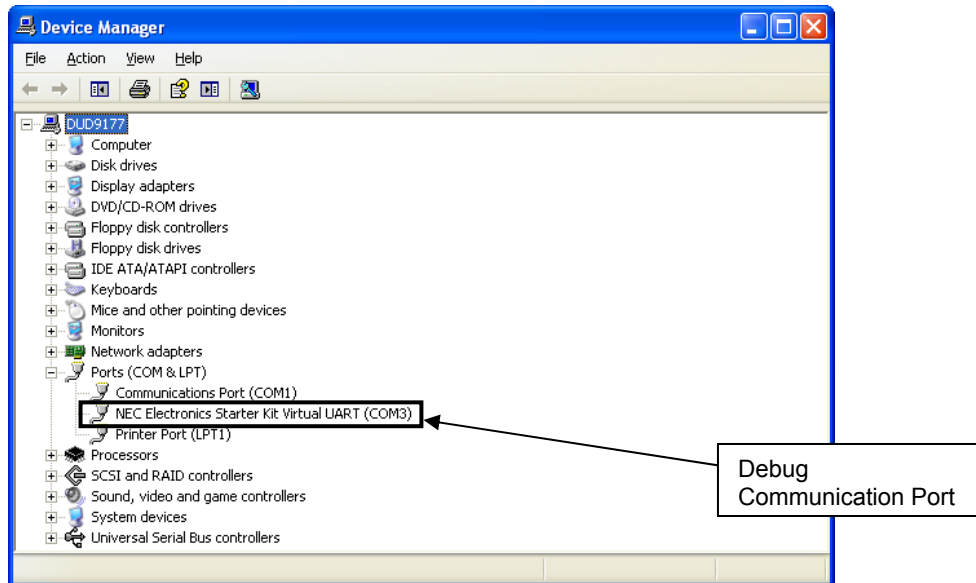 Device Manager
File Action View Help
DUD9177
Computer
Disk drives
Display adapters
DVD/CD-ROM drives
Floppy disk controllers
Floppy disk drives
IDE ATA/ATAPI controllers
Keyboards
Mice and other pointing devices
Monitors
Network adapters
Ports (COM & LPT)
Communications Port (COM1)
NEC Electronics Starter Kit Virtual UART (COM3)
Printer Port (LPT1)
Processors
SCSI and RAID controllers
Sound, video and game controllers
System devices
Universal Serial Bus controllers
Debug
Communication Port